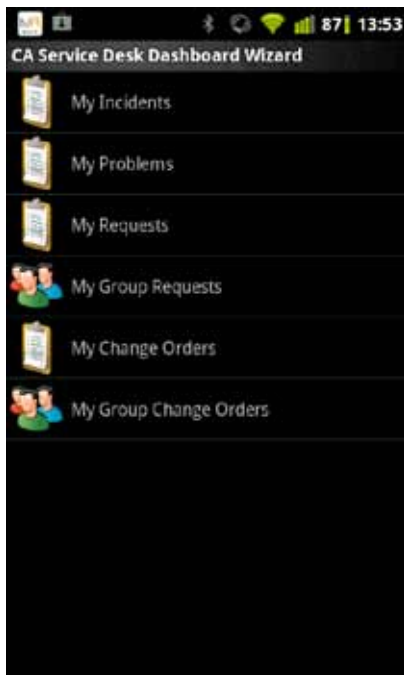 87 13:53
CA Service Desk Dashboard Wizard
My Incidents
My Problems
My Requests
My Group Requests
My Change Orders
My Group Change Orders